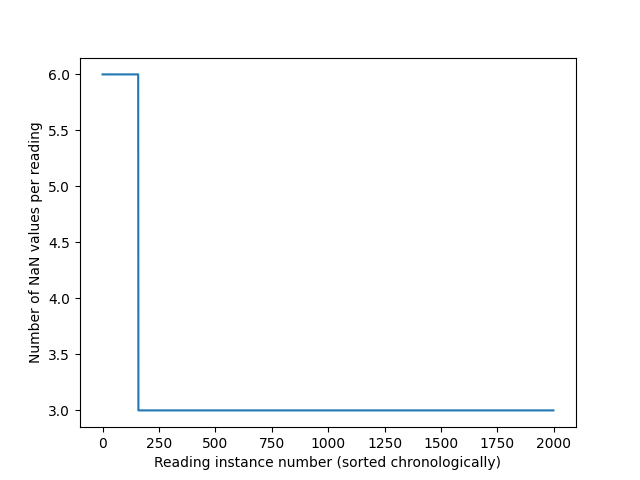 6.0
5.5
5.0
4.5
4.0
3.5
3.0
Number of NaN values per reading
0 250 500 750 1000 1250 1500 1750 2000
Reading instance number (sorted chronologically)